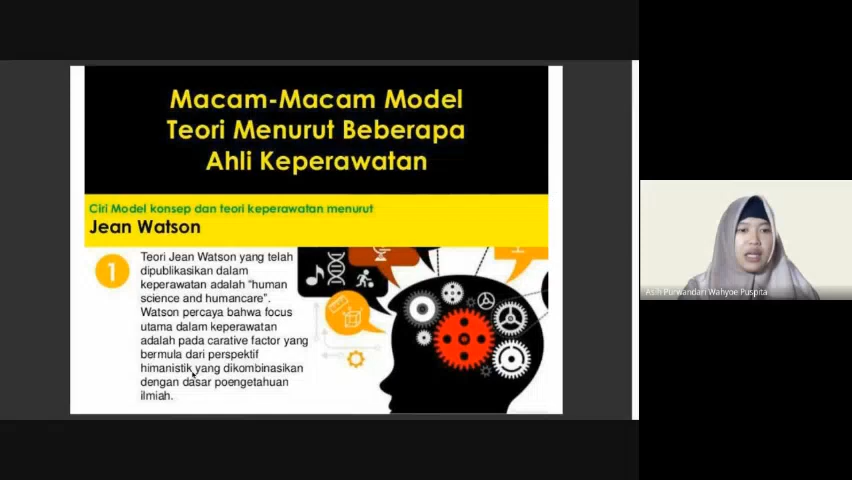 Macam-Macam Model
Teori Menurut Beberapa
Ahli Keperawatan
Ciri Model konsep dan teori keperawatan menurut
Jean Watson
1
Teori Jean Watson yang telah
dipublikasikan dalam
keperawatan adalah “human
science and humancare”.
Watson percaya bahwa focus
utama dalam keperawatan
adalah pada carative factor yang
bermula dari perspektif
himanistik yang dikombinasikan
dengan dasar poengetahuan
ilmiah.
Asih Purwandari Wahyoe Puspita